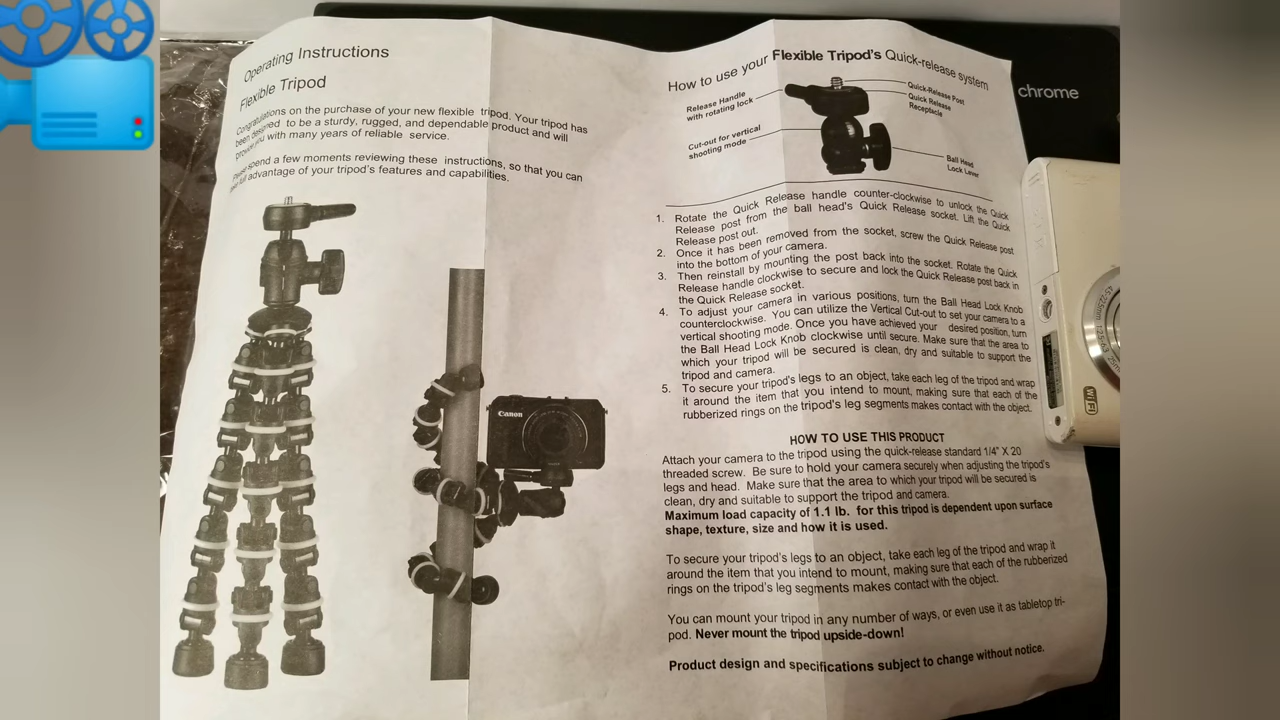 Operating Instructions
Flexible Tripod
Congratulations on the purchase of your new flexible tripod. Your tripod has
been designed to be a sturdy, rugged, and dependable product and will
provide you with many years of reliable service.
Please spend a few moments reviewing these instructions, so that you can
full advantage of your tripod's features and capabilities.
Canon
How to use your Flexible Tripod's Quick-release system
Release Handle
with rotating lock
Cut-out for vertical
shooting mode
Quick-Release Post
Quick Release
Receptacle
Ball Head
Lock Lever
1. Rotate the Quick Release handle counter-clockwise to unlock the Quick
Release post from the ball head's Quick Release socket. Lift the Quick
Release post out.
2. Once it has been removed from the socket, screw the Quick Release post
into the bottom of your camera.
3. Then reinstall by mounting the post back into the socket. Rotate the Quick
Release handle clockwise to secure and lock the Quick Release post back in
the Quick Release socket.
4. To adjust your camera in various positions, turn the Ball Head Lock Knob
counterclockwise. You can utilize the Vertical Cut-out to set your camera to a
vertical shooting mode. Once you have achieved your desired position, turn
the Ball Head Lock Knob clockwise until secure. Make sure that the area to
which your tripod will be secured is clean, dry and suitable to support the
tripod and camera.
5. To secure your tripod's legs to an object, take each leg of the tripod and wrap
it around the item that you intend to mount, making sure that each of the
rubberized rings on the tripod's leg segments makes contact with the object.
HOW TO USE THIS PRODUCT
Attach your camera to the tripod using the quick-release standard 1/4" X 20
threaded screw. Be sure to hold your camera securely when adjusting the tripod's
legs and head. Make sure that the area to which your tripod will be secured is
clean, dry and suitable to support the tripod and camera.
Maximum load capacity of 1.1 lb. for this tripod is dependent upon surface
shape, texture, size and how it is used.
To secure your tripod's legs to an object, take each leg of the tripod and wrap it
around the item that you intend to mount, making sure that each of the rubberized
rings on the tripod's leg segments makes contact with the object.
You can mount your tripod in any number of ways, or even use it as tabletop tri-
pod. Never mount the tripod upside-down!
Product design and specifications subject to change without notice.
chrome
WiFi